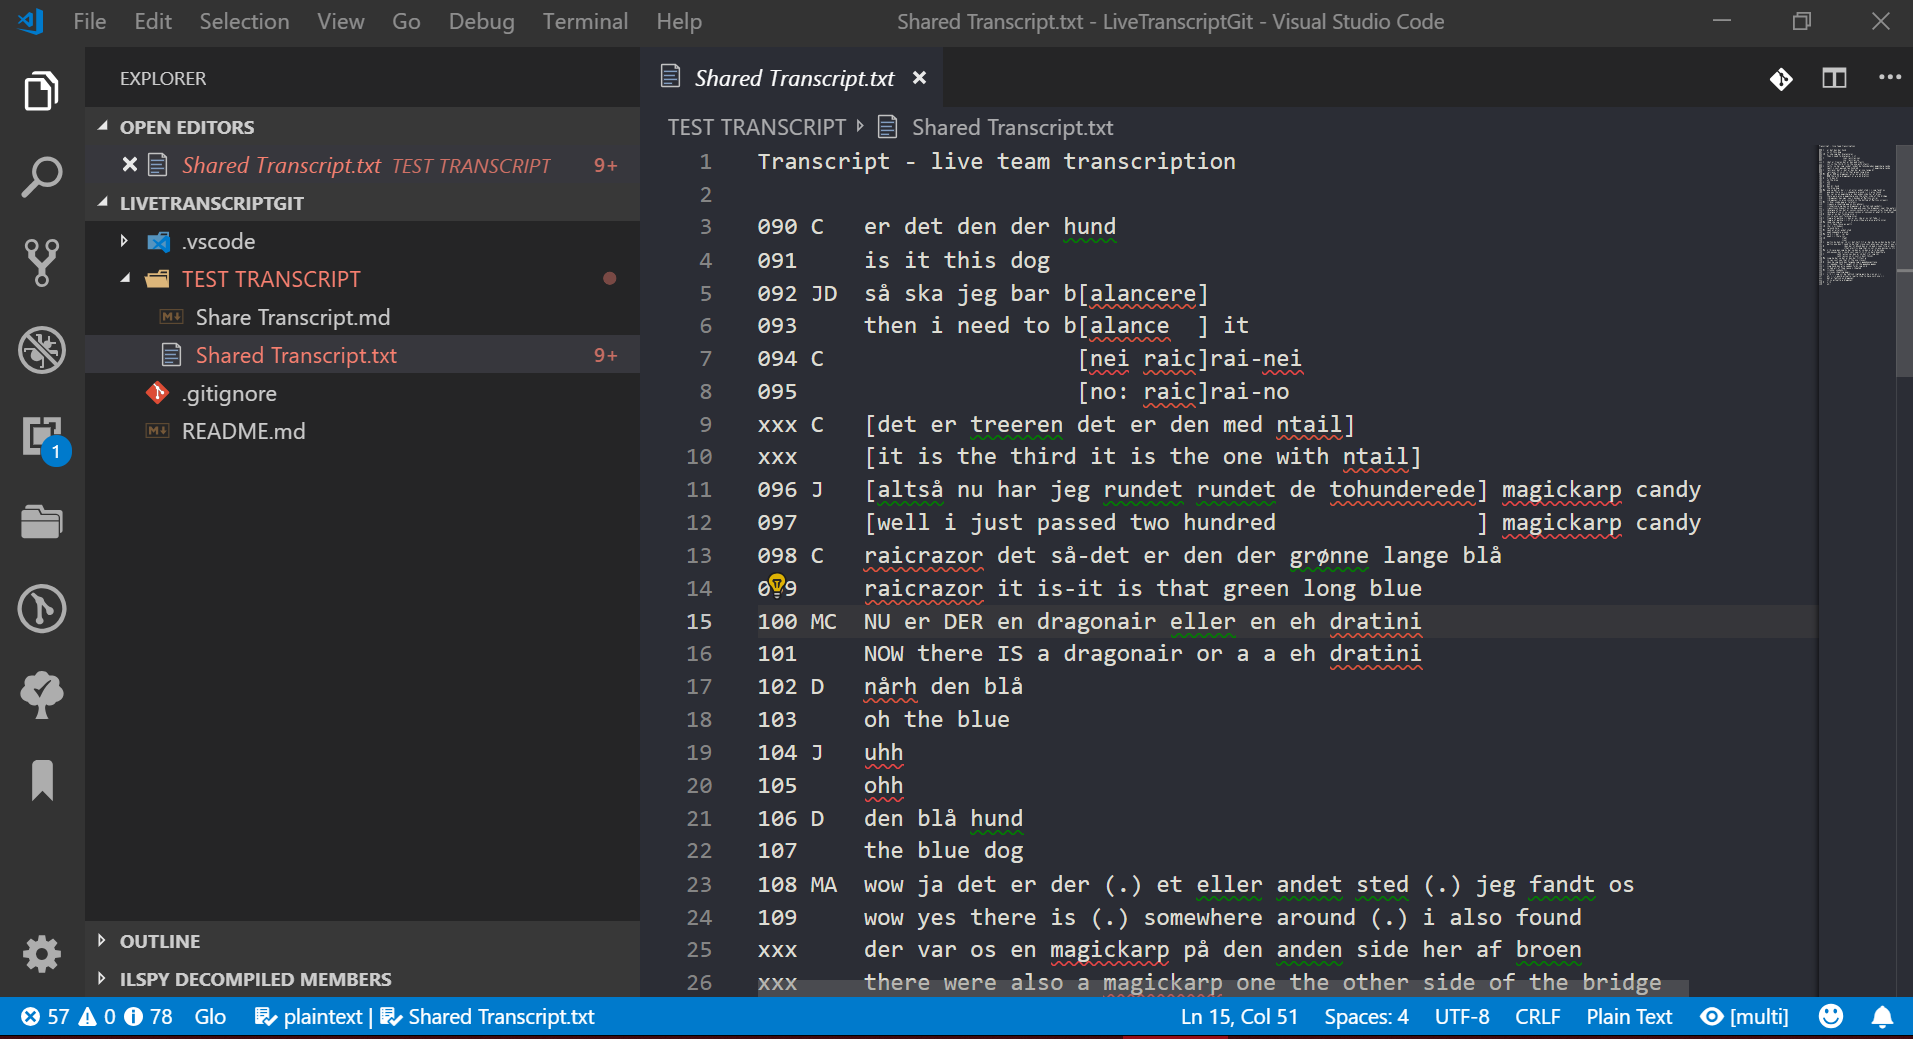 File Edit Selection View Go Debug Terminal Help Shared Transcript.txt - LiveTranscriptGit - Visual Studio Code
EXPLORER
OPEN EDITORS
Shared Transcript.txt TEST TRANSCRIPT 9+
LIVETRANSCRIPTGIT
.vscode
TEST TRANSCRIPT
Share Transcript.md
Shared Transcript.txt 9+
.gitignore
README.md
1
OUTLINE
ILSPY DECOMPILED MEMBERS
Shared Transcript.txt
TEST TRANSCRIPT Shared Transcript.txt
1 Transcript - live team transcription
2
3 090 C er det den der hund
4 091 is it this dog
5 092 JD så ska jeg bar b[alancere]
6 093 then i need to b[alance ] it
7 094 C [nei raic]rai-nei
8 095 [no: raic]rai-no
9 xxx C [det er treeren det er den med ntail]
10 xxx [it is the third it is the one with ntail]
11 096 J [altså nu har jeg rundet rundet de tohunderede] magickarp candy
12 097 [well i just passed two hundred ] magickarp candy
13 098 C raicrazor det så-det er den der grønne lange blå
14 099 raicrazor it is-it is that green long blue
15 100 MC NU er DER en dragonair eller en eh dratini
16 101 NOW there IS a dragonair or a a eh dratini
17 102 D nårh den blå
18 103 oh the blue
19 104 J uhh
20 105 ohh
21 106 D den blå hund
22 107 the blue dog
23 108 MA wow ja det er der (.) et eller andet sted (.) jeg fandt os
24 109 wow yes there is (.) somewhere around (.) i also found
25 xxx der var os en magickarp på den anden side her af broen
26 xxx there were also a magickarp one the other side of the bridge
57 0 78 Glo plaintext | Shared Transcript.txt Ln 15, Col 51 Spaces: 4 UTF-8 CRLF Plain Text [multi]